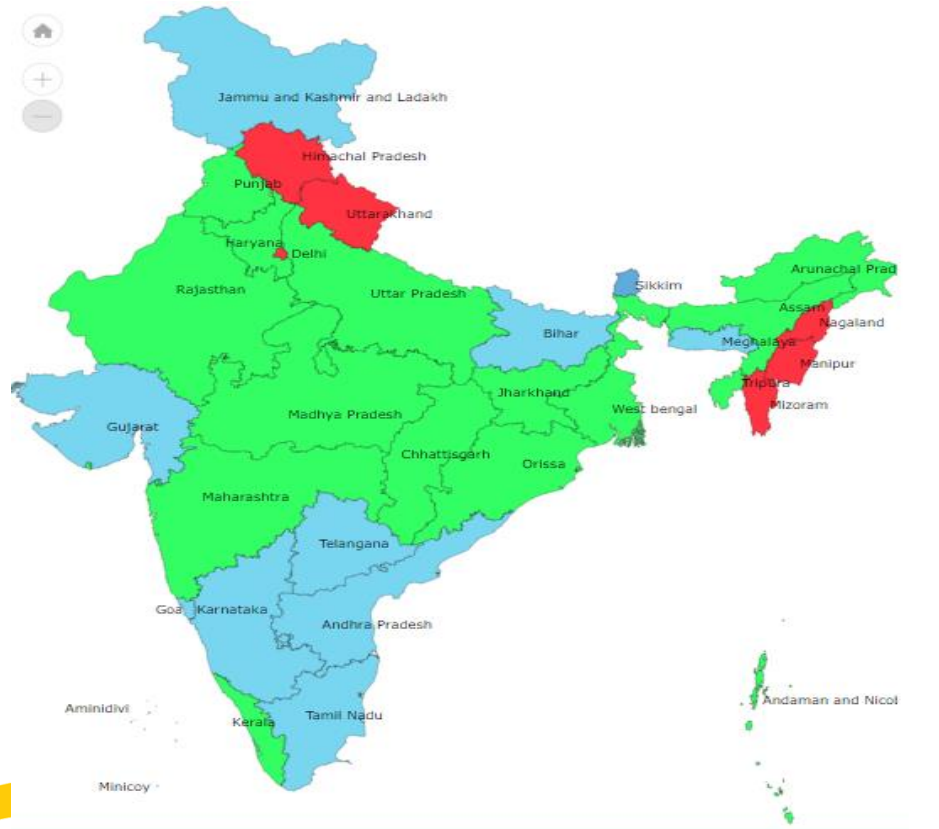 Jammu and Kashmir and Ladakh
Himachal Pradesh
Punjab
Uttarakhand
Haryana
Delhi
Arunachal Prad
Rajasthan
Uttar Pradesh
Sikkim
Assam
Nagaland
Bihar
Meghalaya
Manipur
Tripura
Jharkhand
Mizoram
West bengal
Madhya Pradesh
Gujarat
Chhattisgarh
Orissa
Maharashtra
Telangana
Goa
Karnataka
Andhra Pradesh
Andaman and Nicol
Aminidivi
Tamil Nadu
Kerala
Minicoy